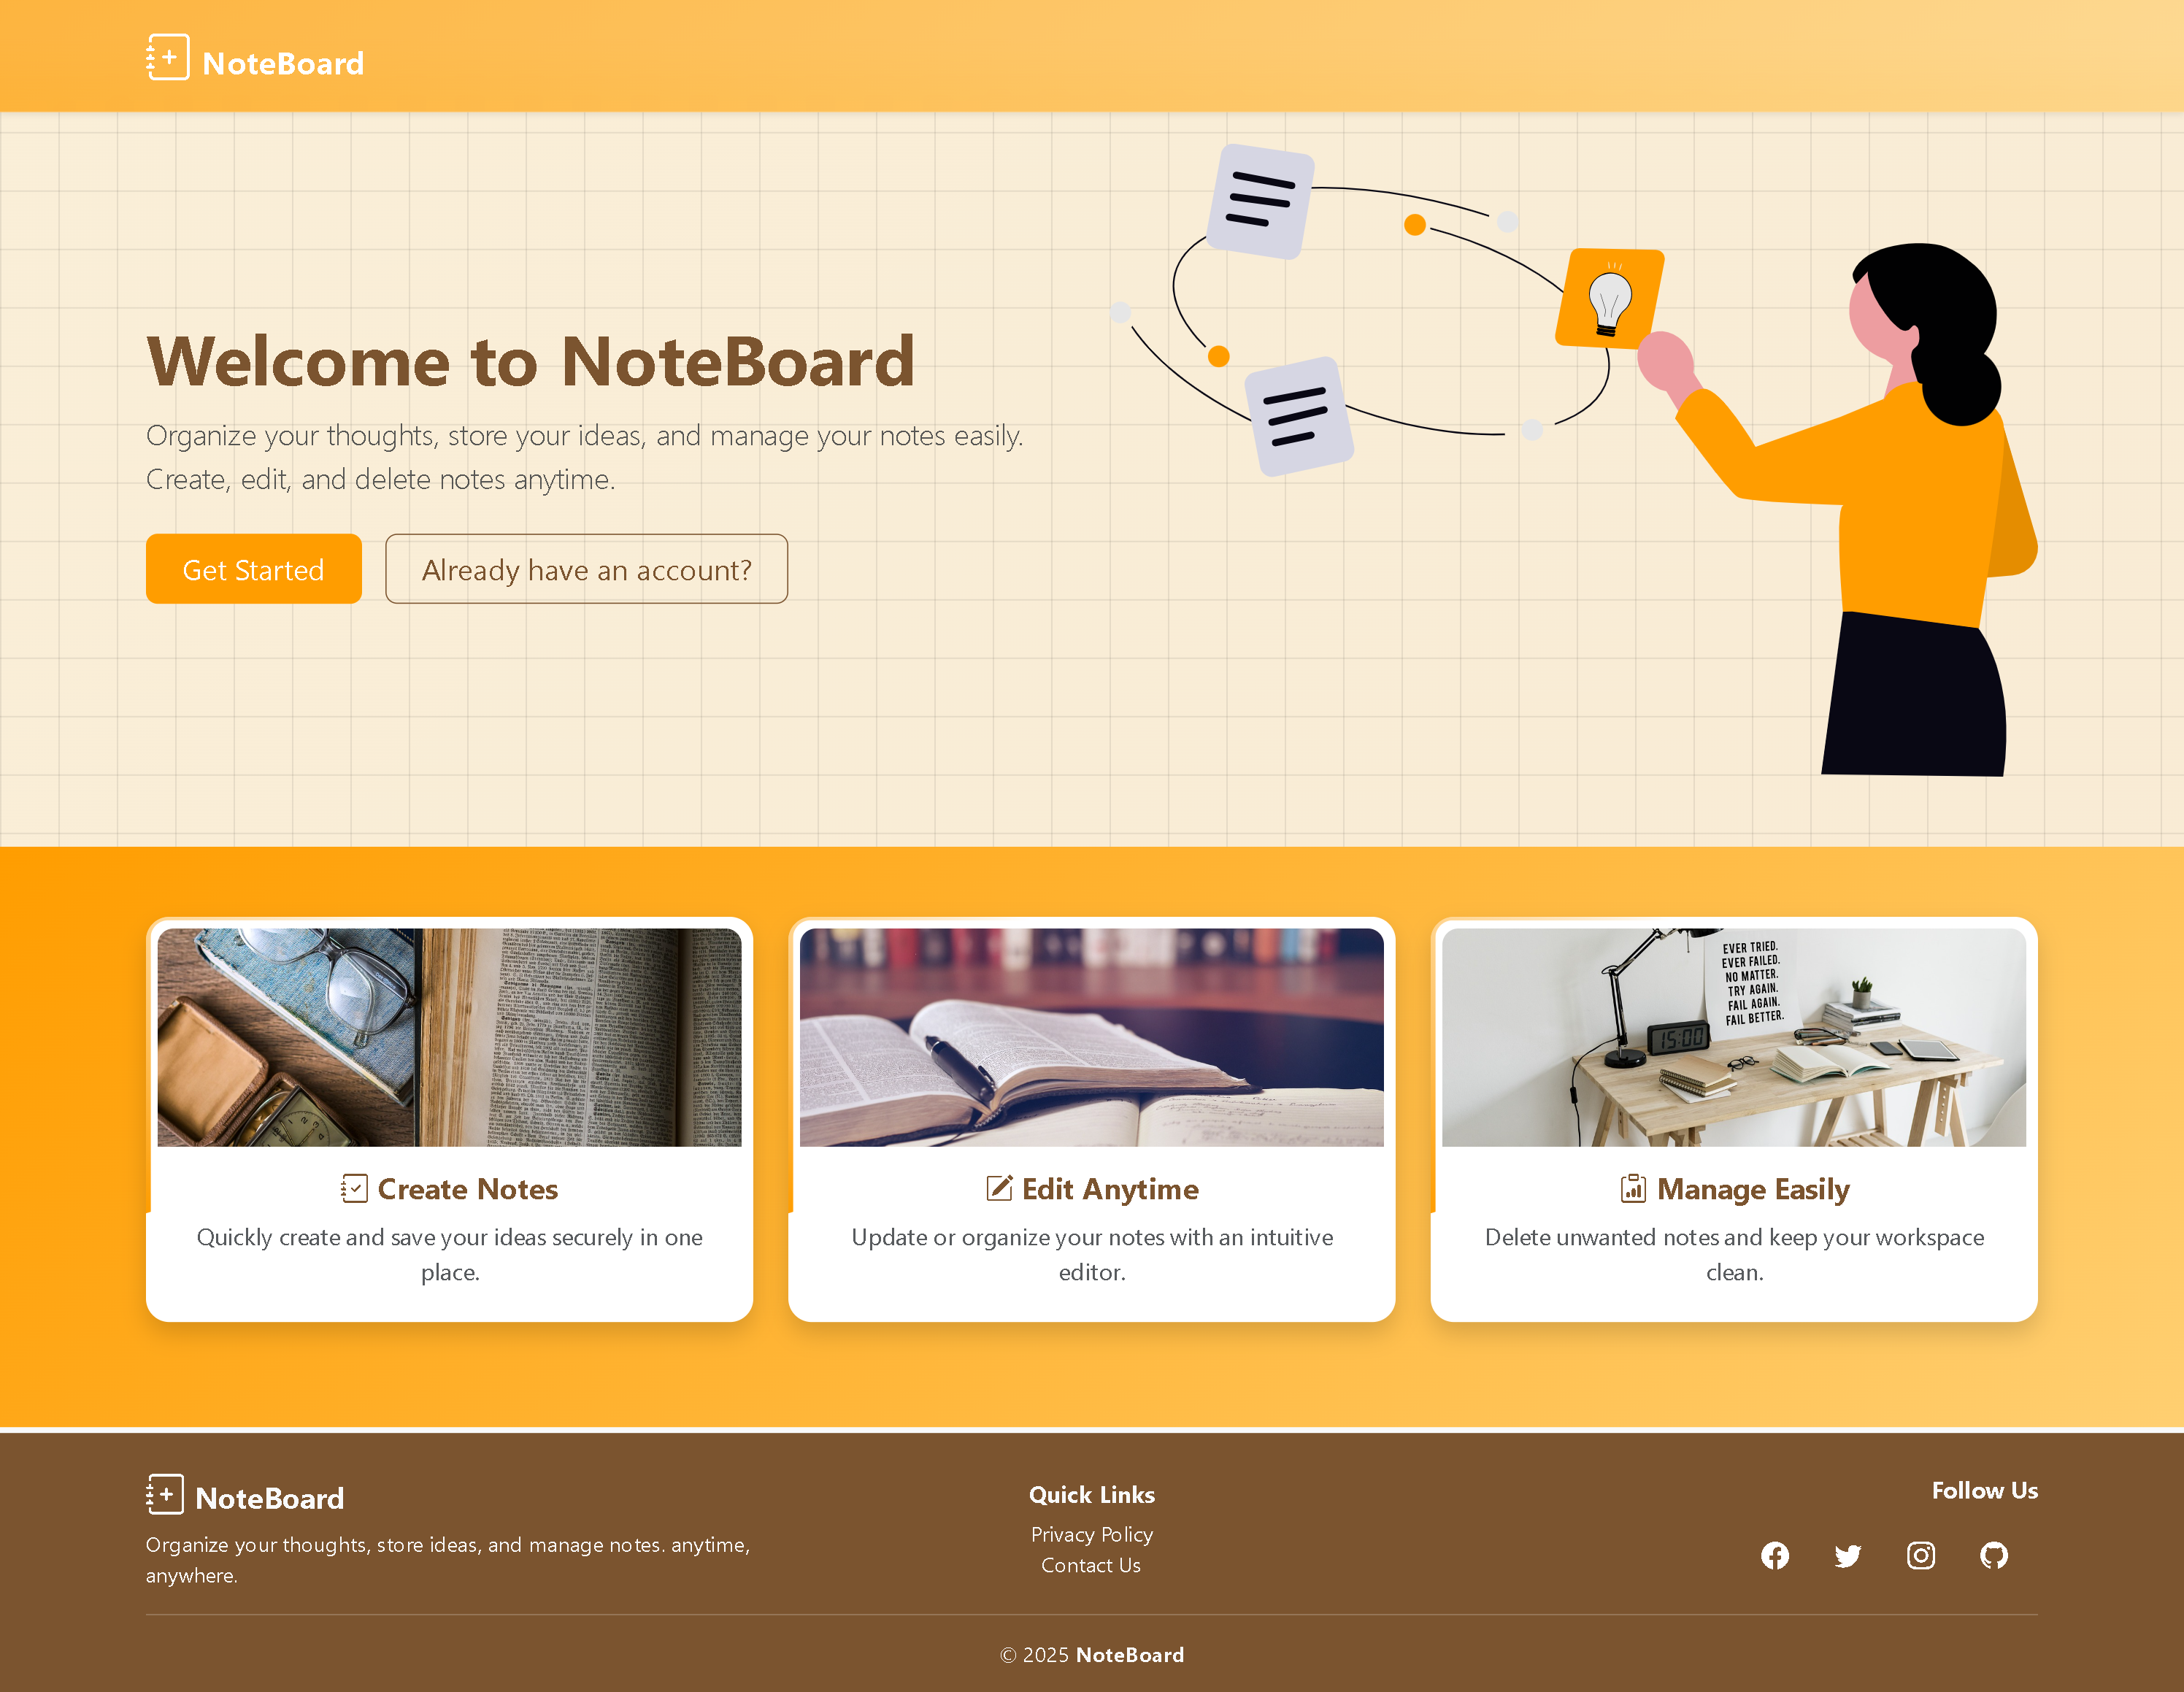 NoteBoard
Welcome to NoteBoard
Organize your thoughts, store your ideas, and manage your notes easily.
Create, edit, and delete notes anytime.
Get Started
Already have an account?
EVER TRIED.
EVER FAILED.
NO MATTER.
TRY AGAIN.
FAIL AGAIN.
FAIL BETTER.
15:00
Create Notes
Quickly create and save your ideas securely in one
place.
Edit Anytime
Update or organize your notes with an intuitive
editor.
Manage Easily
Delete unwanted notes and keep your workspace
clean.
NoteBoard
Organize your thoughts, store ideas, and manage notes. anytime,
anywhere.
Quick Links
Privacy Policy
Contact Us
Follow Us
© 2025 NoteBoard